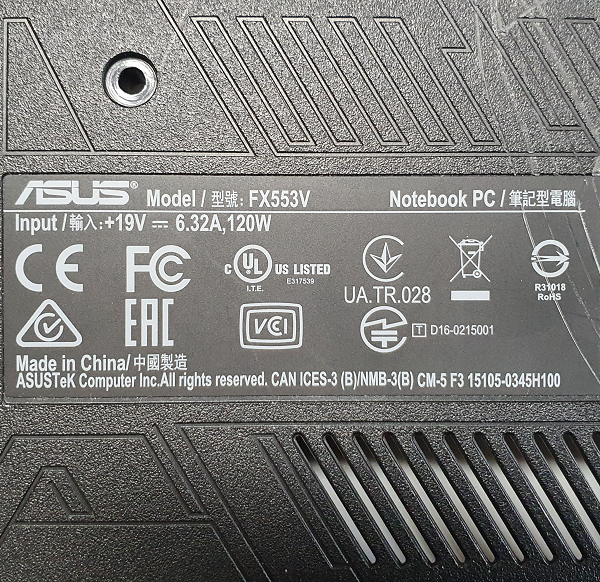 ASUS® Model / 型號: FX553V Notebook PC / 筆記型電腦
Input / 輸入: +19V ⎓ 6.32A,120W
CE FC c UL US LISTED
I.T.E. E317539
UA.TR.028
R31018
RoHS
EAC VCI T D16-0215001
Made in China/ 中國製造
ASUSTeK Computer Inc.All rights reserved. CAN ICES-3 (B)/NMB-3(B) CM-5 F3 15105-0345H100